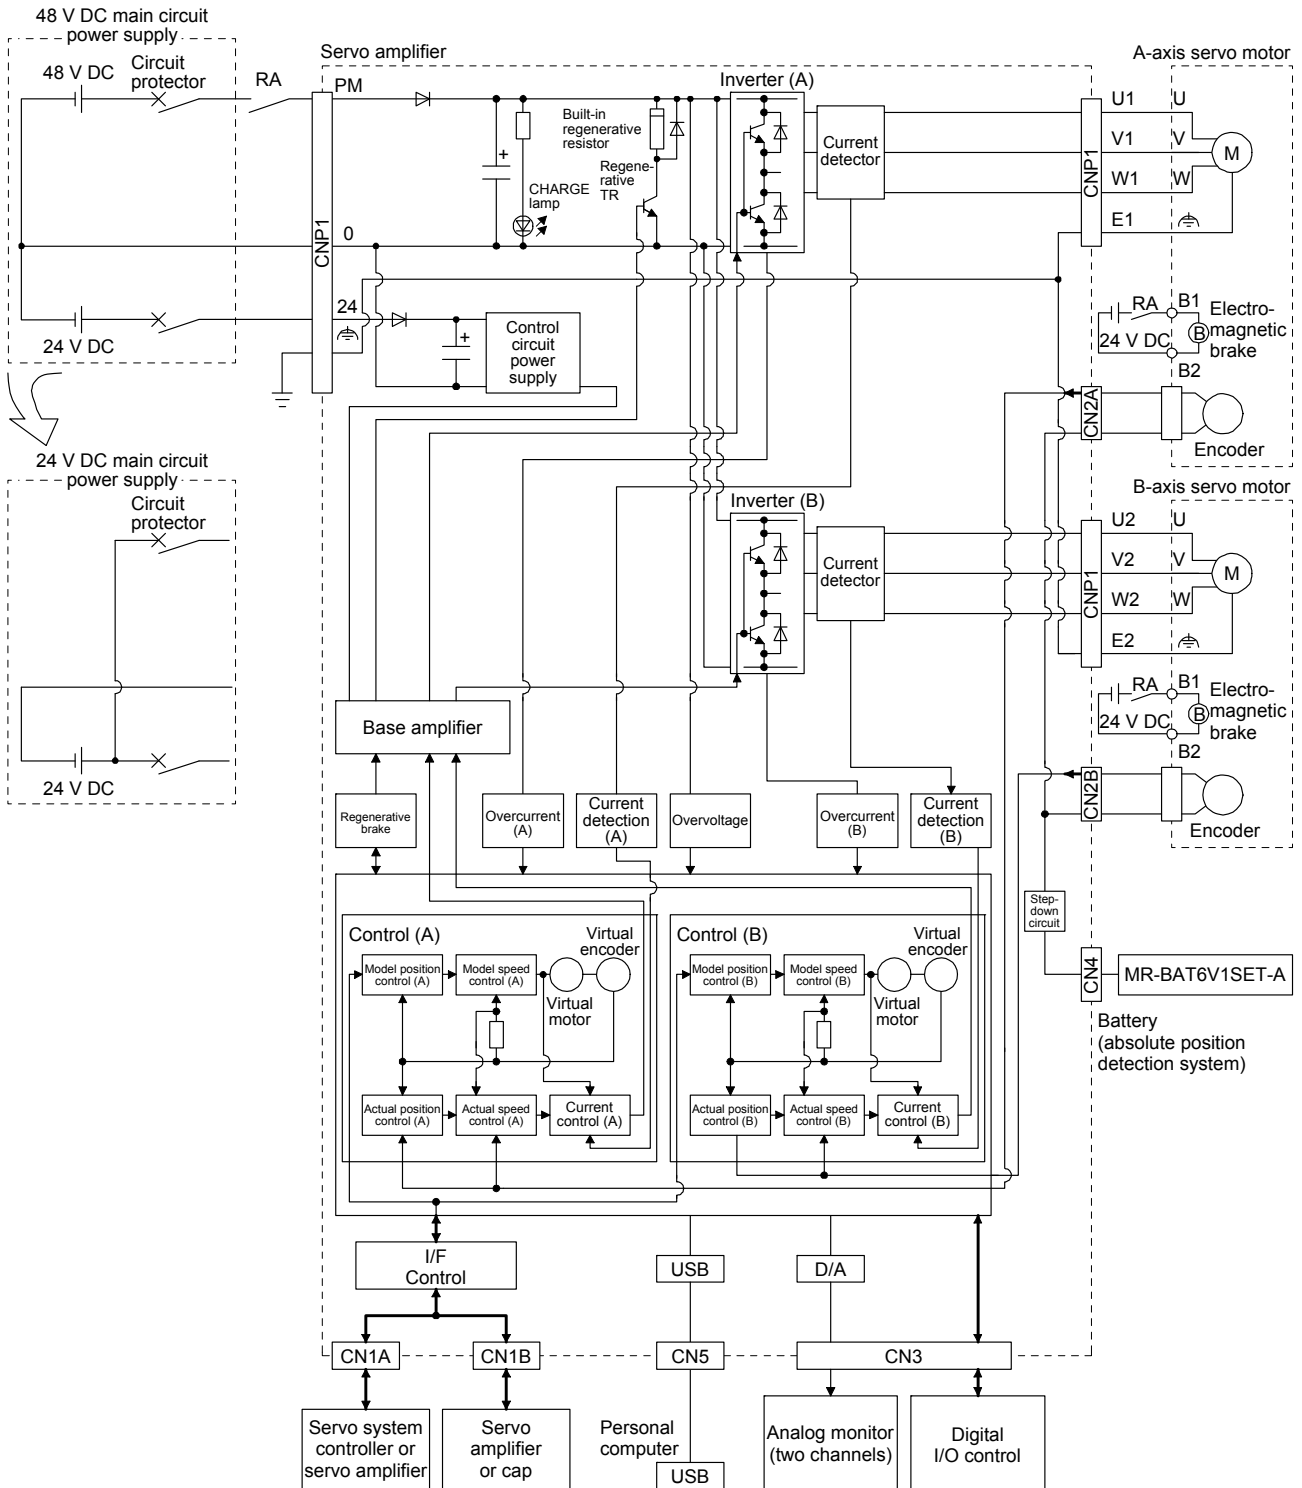 48 V DC main circuit
power supply
48 V DC
Circuit
protector
RA
24 V DC
24 V DC main circuit
power supply
Circuit
protector
24 V DC
Servo amplifier
CNP1
PM
0
24
+
CHARGE
lamp
Built-in
regenerative
resistor
Regene-
rative
TR
+
Control
circuit
power
supply
Inverter (A)
Current
detector
CNP1
U1
V1
W1
E1
A-axis servo motor
U
V
W
M
RA
24 V DC
B1
B
B2
Electro-
magnetic
brake
CN2A
Encoder
Inverter (B)
Current
detector
CNP1
U2
V2
W2
E2
B-axis servo motor
U
V
W
M
RA
24 V DC
B1
B
B2
Electro-
magnetic
brake
CN2B
Encoder
Base amplifier
Regenerative
brake
Overcurrent
(A)
Current
detection
(A)
Overvoltage
Overcurrent
(B)
Current
detection
(B)
Step-
down
circuit
CN4
MR-BAT6V1SET-A
Battery
(absolute position
detection system)
Control (A)
Virtual
encoder
Model position
control (A)
Model speed
control (A)
Virtual
motor
Actual position
control (A)
Actual speed
control (A)
Current
control (A)
Control (B)
Virtual
encoder
Model position
control (B)
Model speed
control (B)
Virtual
motor
Actual position
control (B)
Actual speed
control (B)
Current
control (B)
I/F
Control
USB
D/A
CN1A
CN1B
CN5
CN3
Servo system
controller or
servo amplifier
Servo
amplifier
or cap
Personal
computer
USB
Analog monitor
(two channels)
Digital
I/O control